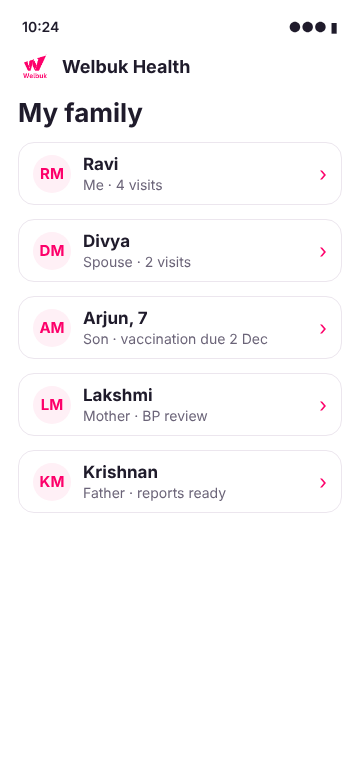 10:24
Welbuk
Welbuk Health
My family
RM
Ravi
Me · 4 visits
›
DM
Divya
Spouse · 2 visits
›
AM
Arjun, 7
Son · vaccination due 2 Dec
›
LM
Lakshmi
Mother · BP review
›
KM
Krishnan
Father · reports ready
›